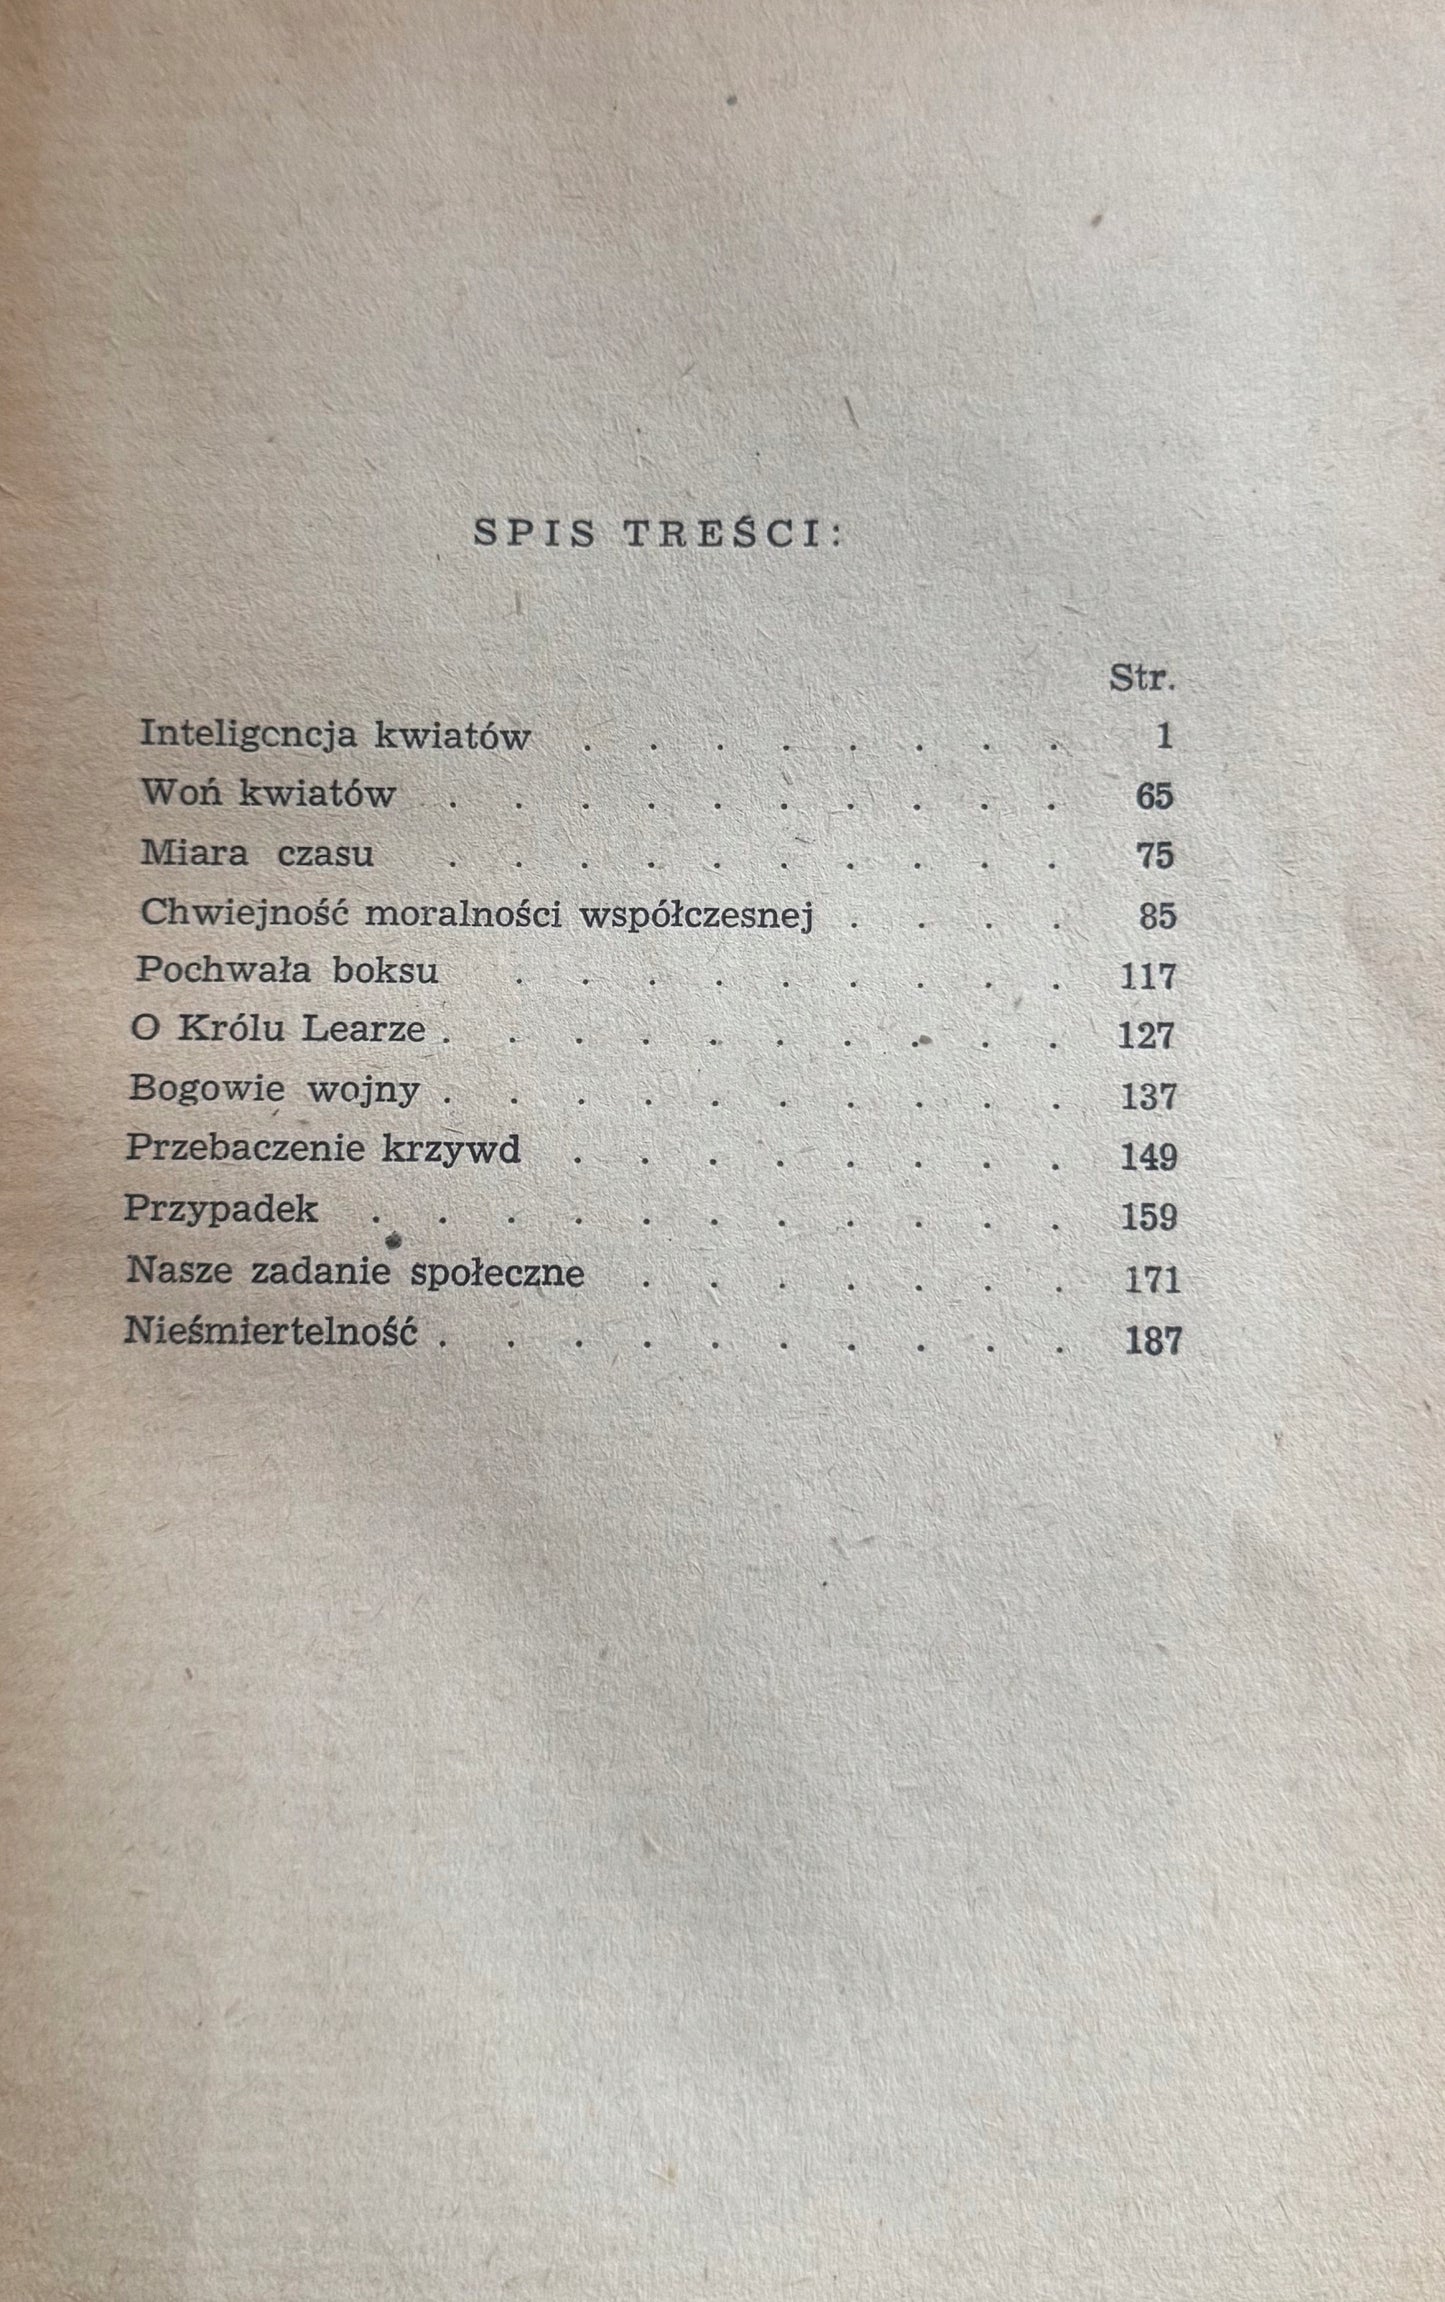 SPIS TREŚCI:
Str.
Inteligencja kwiatów . . . . . . . . 1
Woń kwiatów . . . . . . . . . . 65
Miara czasu . . . . . . . . . . 75
Chwiejność moralności współczesnej . . . . 85
Pochwała boksu . . . . . . . . . 117
O Królu Learze . . . . . . . . . . 127
Bogowie wojny . . . . . . . . . . 137
Przebaczenie krzywd . . . . . . . . 149
Przypadek . . . . . . . . . . . 159
Nasze zadanie społeczne . . . . . . . 171
Nieśmiertelność . . . . . . . . . . 187